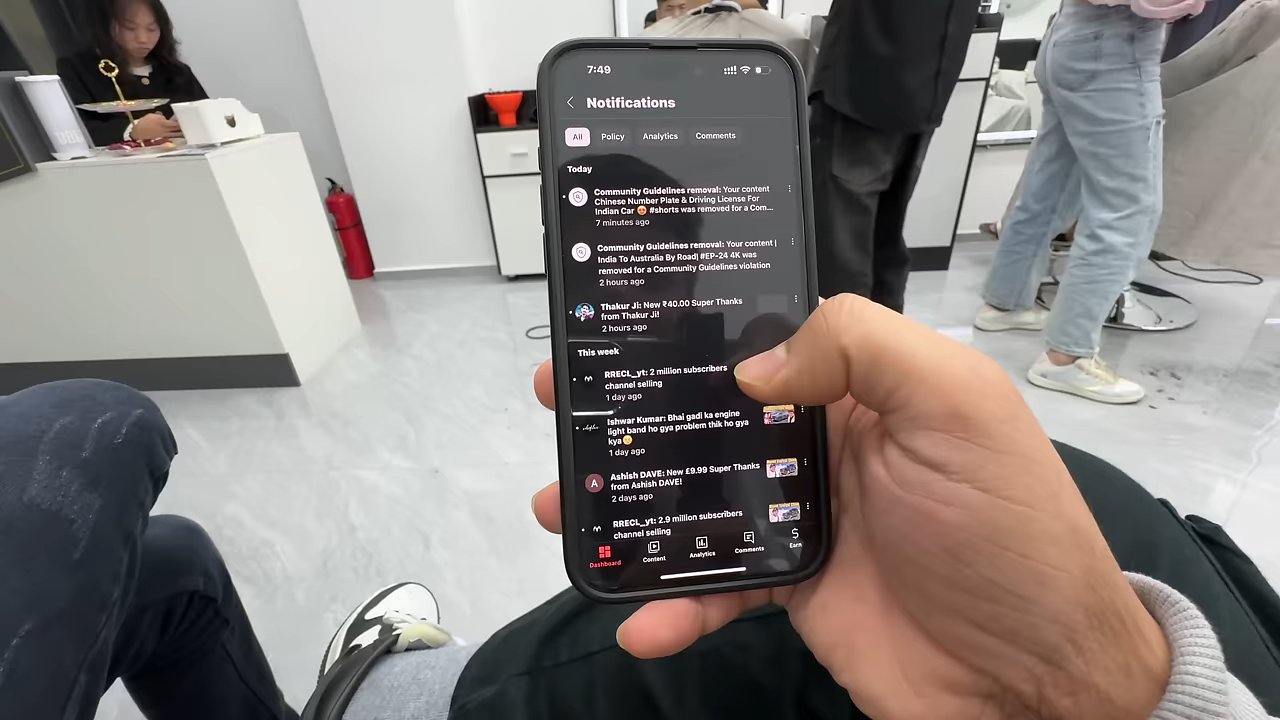 7:49
Notifications
All Policy Analytics Comments
Today
Community Guidelines removal: Your content
Chinese Number Plate & Driving License For
Indian Car 😍 #shorts was removed for a Com...
7 minutes ago
Community Guidelines removal: Your content |
India To Australia By Road| #EP-24 4K was
removed for a Community Guidelines violation
2 hours ago
Thakur Ji: New ₹40.00 Super Thanks
from Thakur Ji!
2 hours ago
This week
RRECL_yt: 2 million subscribers
channel selling
1 day ago
Ishwar Kumar: Bhai gadi ka engine
light band ho gya problem thik ho gya
kya😊
1 day ago
A
Ashish DAVE: New £9.99 Super Thanks
from Ashish DAVE!
2 days ago
RRECL_yt: 2.9 million subscribers
channel selling
Dashboard Content Analytics Comments Earn